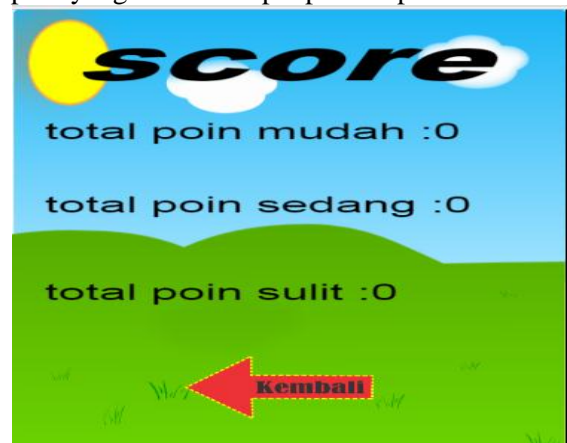 score
total poin mudah :0
total poin sedang :0
total poin sulit :0
Kembali